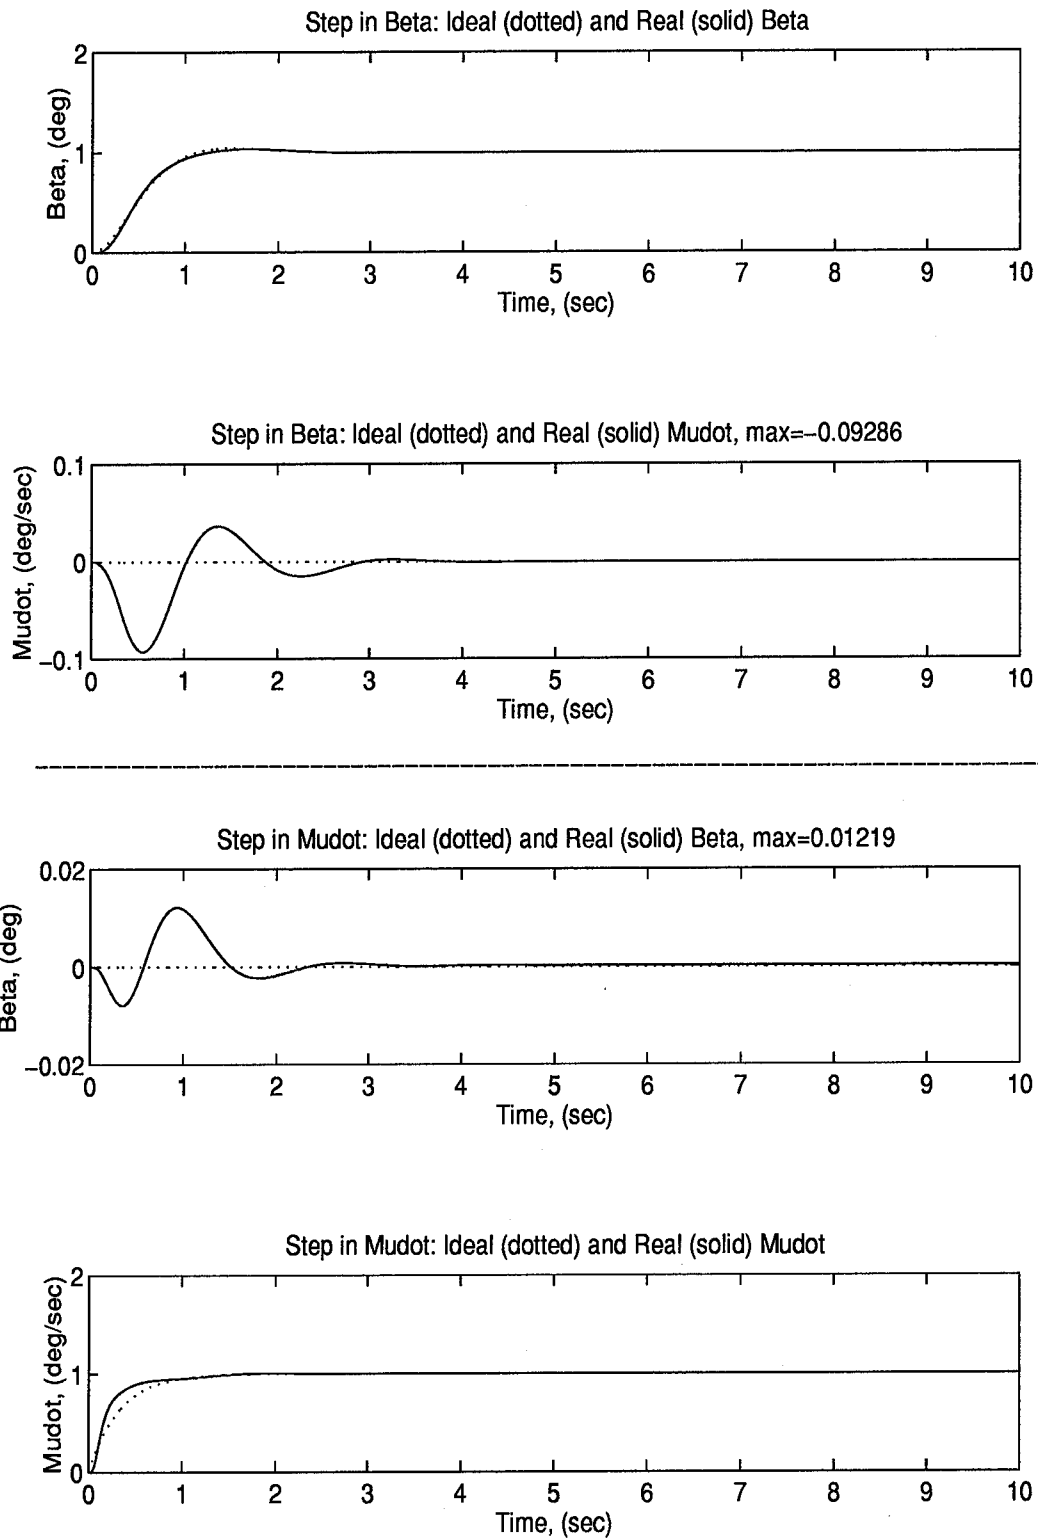 Step in Beta: Ideal (dotted) and Real (solid) Beta
2
1
0
Beta, (deg)
0 1 2 3 4 5 6 7 8 9 10
Time, (sec)
Step in Beta: Ideal (dotted) and Real (solid) Mudot, max=−0.09286
0.1
0
−0.1
Mudot, (deg/sec)
0 1 2 3 4 5 6 7 8 9 10
Time, (sec)
Step in Mudot: Ideal (dotted) and Real (solid) Beta, max=0.01219
0.02
0
−0.02
Beta, (deg)
0 1 2 3 4 5 6 7 8 9 10
Time, (sec)
Step in Mudot: Ideal (dotted) and Real (solid) Mudot
2
1
0
Mudot, (deg/sec)
0 1 2 3 4 5 6 7 8 9 10
Time, (sec)